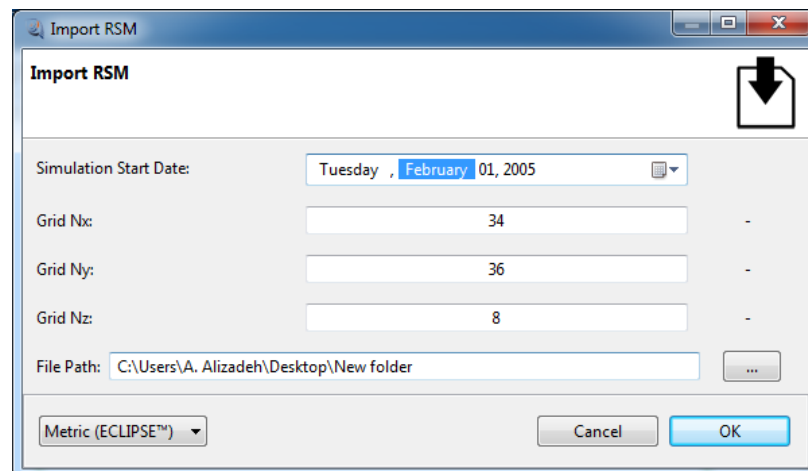 Import RSM
Import RSM
Simulation Start Date: Tuesday , February 01, 2005
Grid Nx: 34 -
Grid Ny: 36 -
Grid Nz: 8 -
File Path: C:\Users\A. Alizadeh\Desktop\New folder ...
Metric (ECLIPSE™) Cancel OK